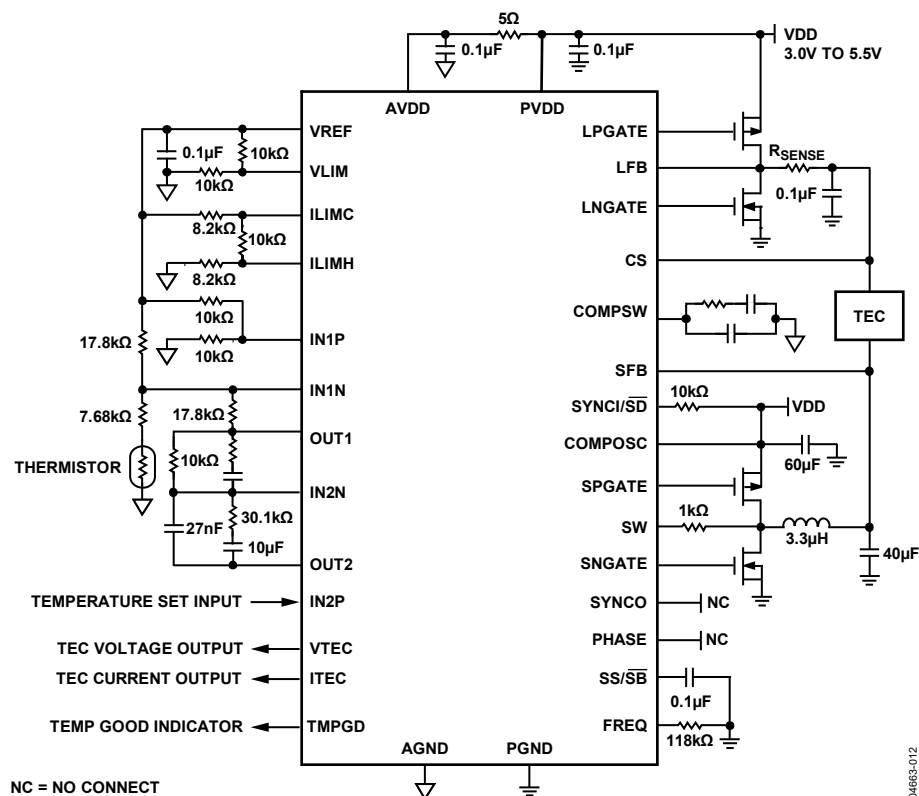 5Ω
0.1µF
0.1µF
VDD
3.0V TO 5.5V
AVDD
PVDD
VREF
LPGATE
0.1µF
10kΩ
RSENSE
VLIM
LFB
10kΩ
0.1µF
ILIMC
LNGATE
8.2kΩ
10kΩ
ILIMH
CS
8.2kΩ
10kΩ
COMPSW
TEC
17.8kΩ
IN1P
10kΩ
SFB
IN1N
10kΩ
7.68kΩ
17.8kΩ
SYNCI/SD
VDD
OUT1
COMPOSC
THERMISTOR
10kΩ
60µF
IN2N
SPGATE
30.1kΩ
1kΩ
27nF
SW
10µF
3.3µH
40µF
OUT2
SNGATE
TEMPERATURE SET INPUT
IN2P
SYNCO
NC
TEC VOLTAGE OUTPUT
VTEC
PHASE
NC
TEC CURRENT OUTPUT
ITEC
SS/SB
0.1µF
TEMP GOOD INDICATOR
TMPGD
FREQ
118kΩ
AGND
PGND
NC = NO CONNECT
04663-012